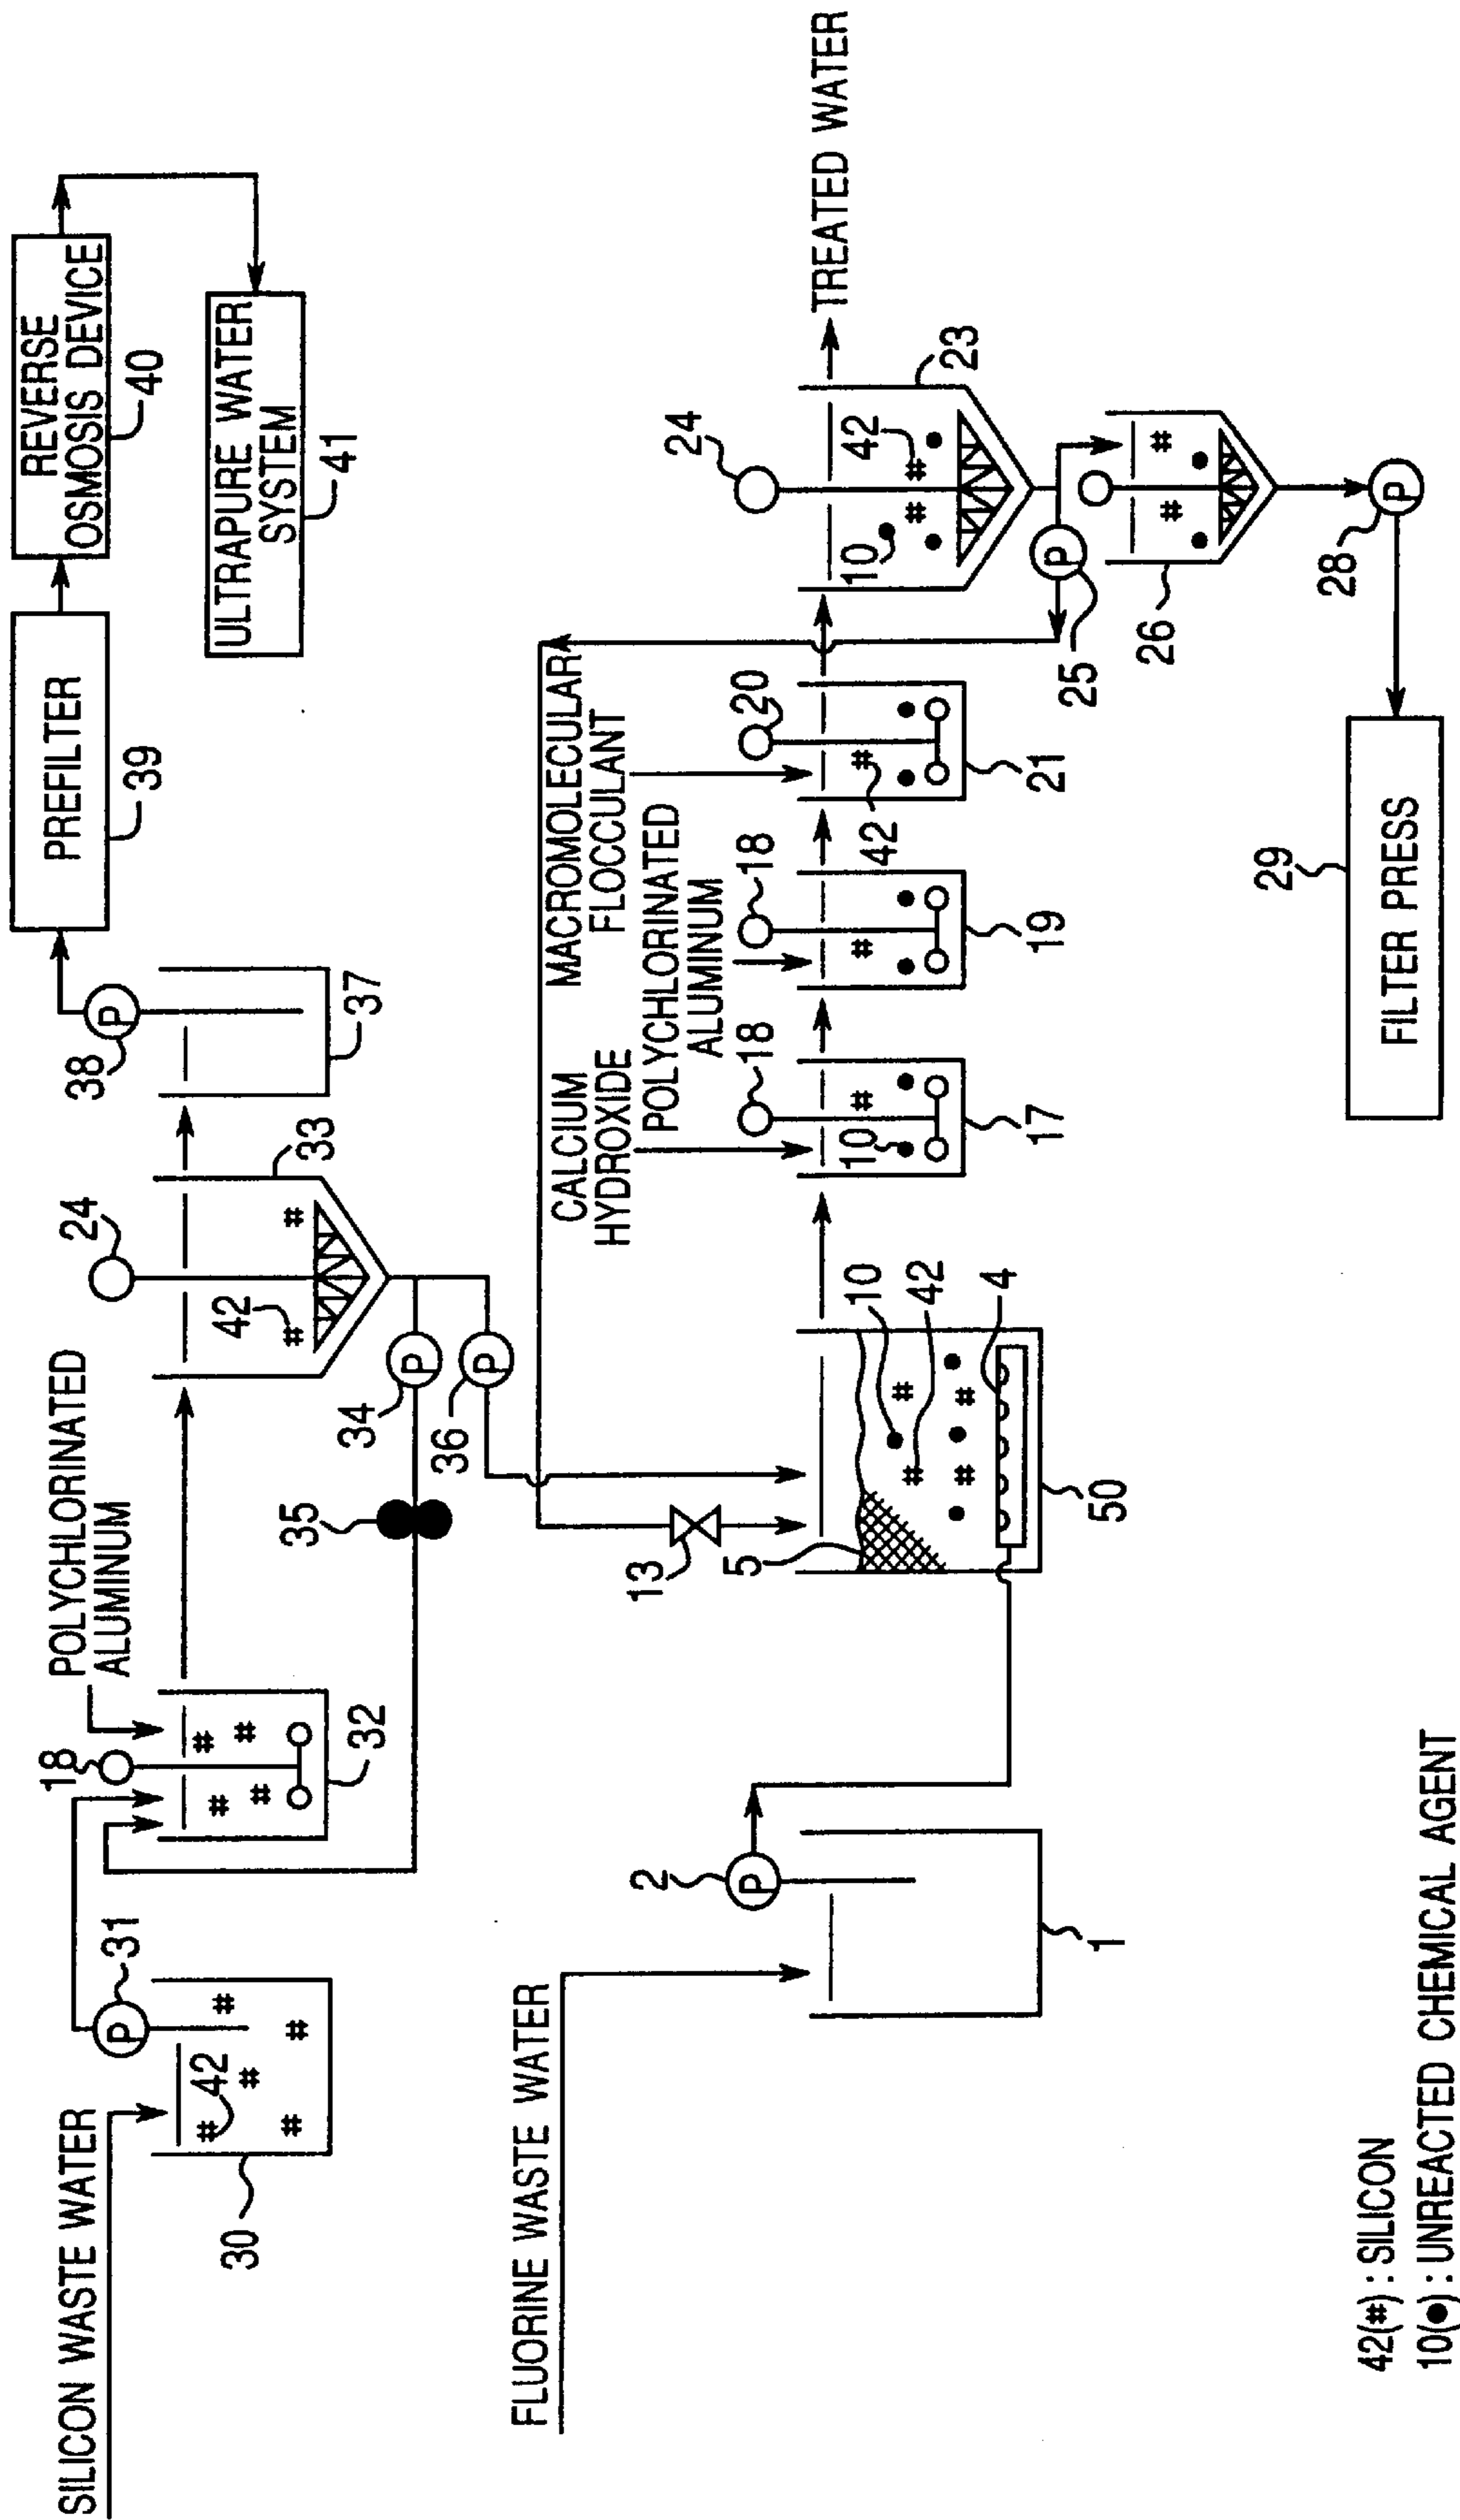 SILICON WASTE WATER
30
42
P
31
18
POLYCHLORINATED
ALUMINUM
32
35
24
42
33
P
34
P
36
38
P
37
PREFILTER
39
REVERSE
OSMOSIS DEVICE
40
ULTRAPURE WATER
SYSTEM
41
FLUORINE WASTE WATER
2
P
1
13
5
10
42
4
50
CALCIUM
HYDROXIDE
18
10
17
POLYCHLORINATED
ALUMINUM
18
19
MACROMOLECULAR
FLOCCULANT
20
42
21
24
10
42
23
TREATED WATER
P
25
26
P
28
29
FILTER PRESS
42(#) : SILICON
10(●) : UNREACTED CHEMICAL AGENT